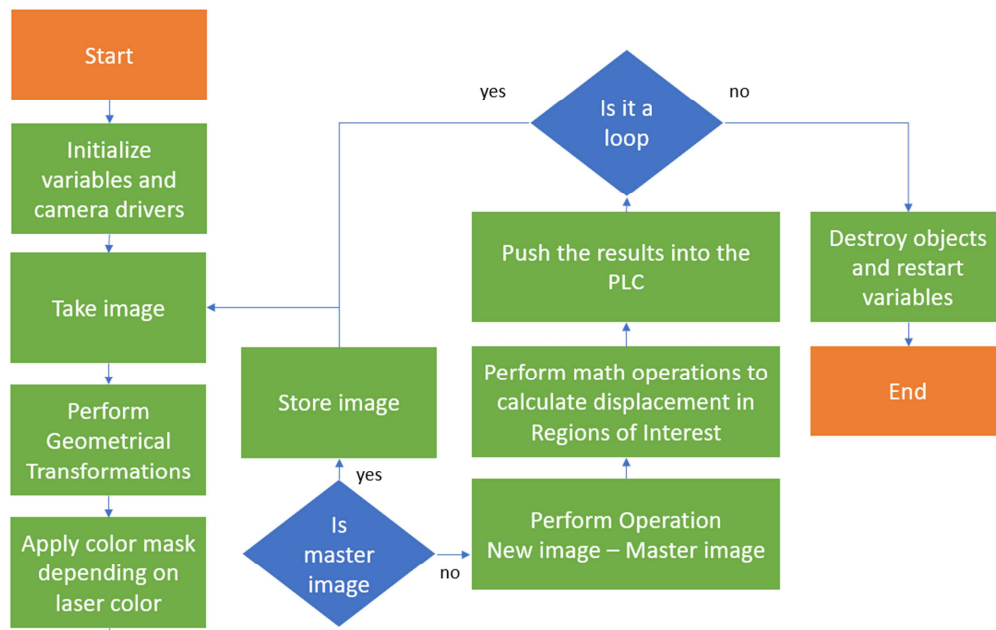 Start
Initialize
variables and
camera drivers
Take image
Perform
Geometrical
Transformations
Apply color mask
depending on
laser color
Is
master
image
yes
no
Store image
Perform Operation
New image – Master image
Perform math operations to
calculate displacement in
Regions of Interest
Push the results into the
PLC
Is it a
loop
yes
no
Destroy objects
and restart
variables
End